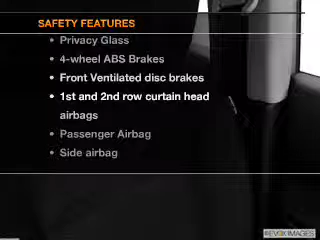 SAFETY FEATURES
• Privacy Glass
• 4-wheel ABS Brakes
• Front Ventilated disc brakes
• 1st and 2nd row curtain head
airbags
• Passenger Airbag
• Side airbag
EVOX IMAGES